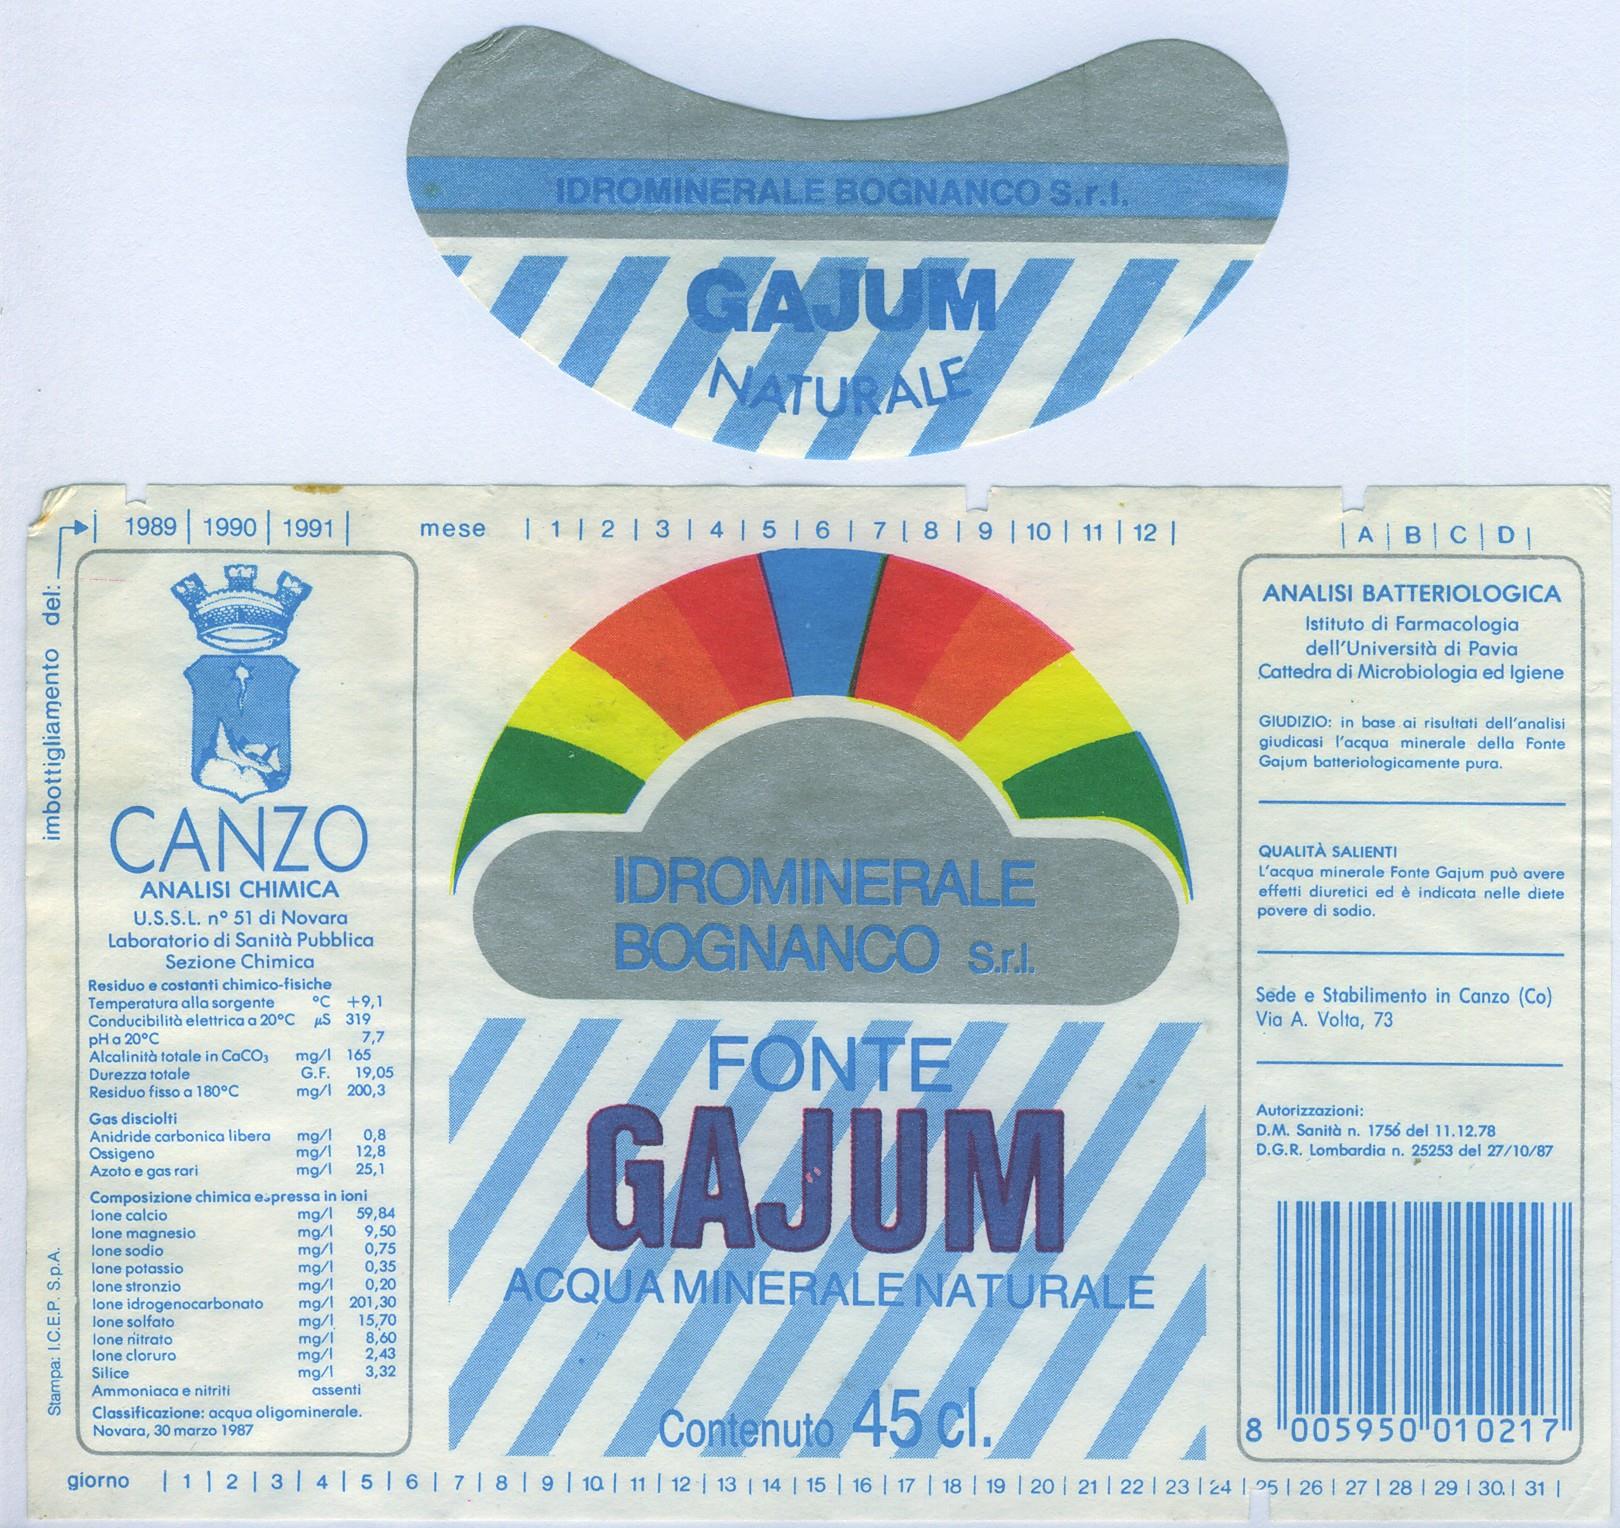 IDROMINERALE BOGNANCO S.r.l.
GAJUM
NATURALE
imbottigliamento del:
1989 | 1990 | 1991 |
mese | 1 | 2 | 3 | 4 | 5 | 6 | 7 | 8 | 9 | 10 | 11 | 12 |
| A | B | C | D |
CANZO
ANALISI CHIMICA
U.S.S.L. n° 51 di Novara
Laboratorio di Sanità Pubblica
Sezione Chimica
Residuo e costanti chimico-fisiche
Temperatura alla sorgente °C +9,1
Conducibilità elettrica a 20°C µS 319
pH a 20°C 7,7
Alcalinità totale in CaCO₃ mg/l 165
Durezza totale G.F. 19,05
Residuo fisso a 180°C mg/l 200,3
Gas disciolti
Anidride carbonica libera mg/l 0,8
Ossigeno mg/l 12,8
Azoto e gas rari mg/l 25,1
Composizione chimica espressa in ioni
Ione calcio mg/l 59,84
Ione magnesio mg/l 9,50
Ione sodio mg/l 0,75
Ione potassio mg/l 0,35
Ione stronzio mg/l 0,20
Ione idrogenocarbonato mg/l 201,30
Ione solfato mg/l 15,70
Ione nitrato mg/l 8,60
Ione cloruro mg/l 2,43
Silice mg/l 3,32
Ammoniaca e nitriti assenti
Classificazione: acqua oligominerale.
Novara, 30 marzo 1987
Stampa: I.C.E.P. S.p.A.
IDROMINERALE
BOGNANCO S.r.l.
FONTE
GAJUM
ACQUA MINERALE NATURALE
Contenuto 45 cl.
ANALISI BATTERIOLOGICA
Istituto di Farmacologia
dell'Università di Pavia
Cattedra di Microbiologia ed Igiene
GIUDIZIO: in base ai risultati dell'analisi
giudicasi l'acqua minerale della Fonte
Gajum batteriologicamente pura.
QUALITÀ SALIENTI
L'acqua minerale Fonte Gajum può avere
effetti diuretici ed è indicata nelle diete
povere di sodio.
Sede e Stabilimento in Canzo (Co)
Via A. Volta, 73
Autorizzazioni:
D.M. Sanità n. 1756 del 11.12.78
D.G.R. Lombardia n. 25253 del 27/10/87
8 005950 010217
giorno | 1 | 2 | 3 | 4 | 5 | 6 | 7 | 8 | 9 | 10 | 11 | 12 | 13 | 14 | 15 | 16 | 17 | 18 | 19 | 20 | 21 | 22 | 23 | 24 | 25 | 26 | 27 | 28 | 29 | 30 | 31 |